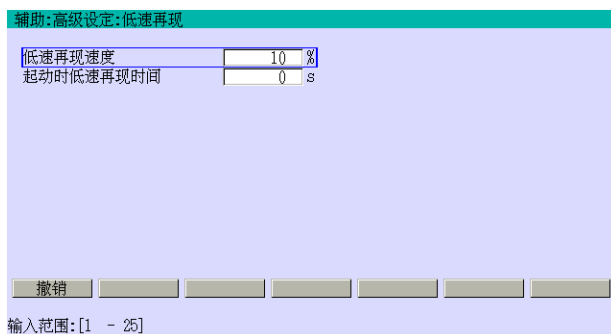 辅助:高级设定:低速再现
低速再现速度 10 %
起动时低速再现时间 0 s
撤销
输入范围:[1 - 25]